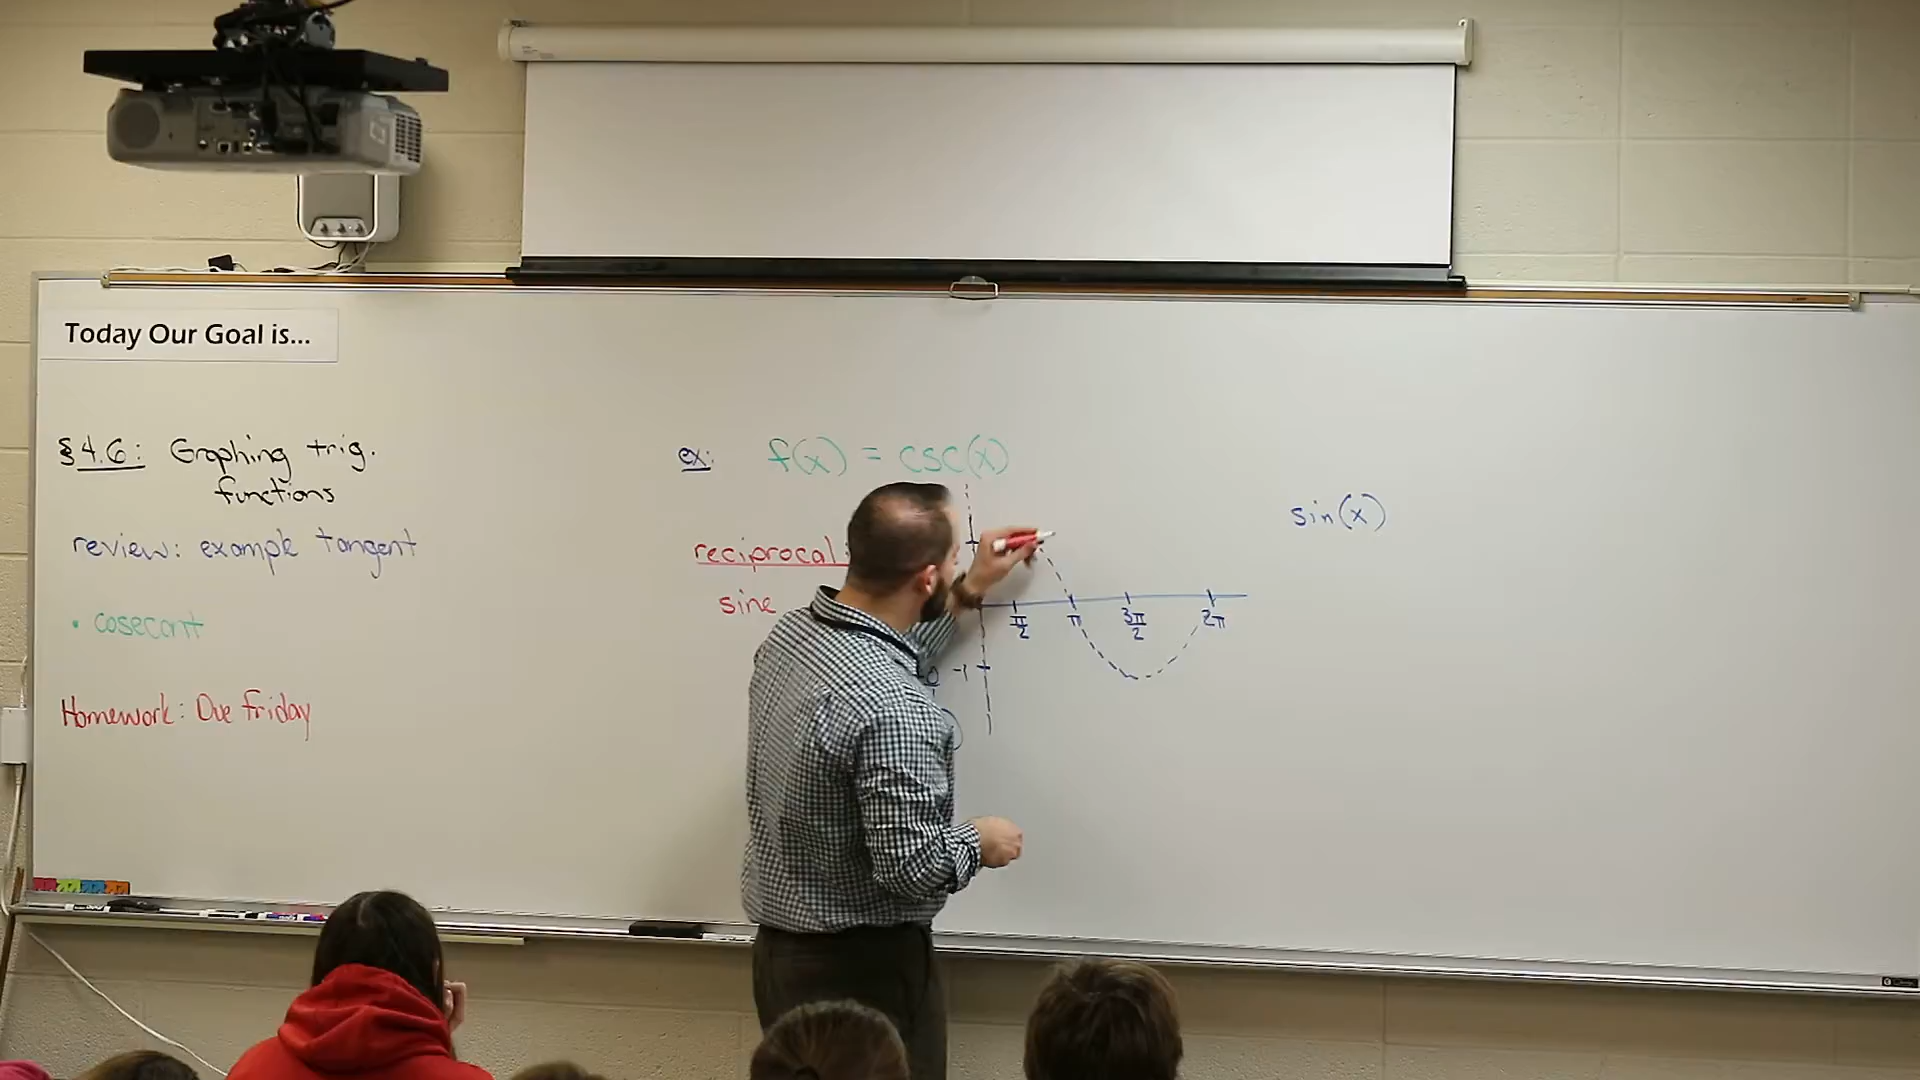 Today Our Goal is...
§4.6: Graphing trig.
functions
review: example tangent
• cosecant
Homework: Due Friday
ex: f(x) = csc(x)
reciprocal
sine
sin(x)
π/2 π 3π/2 2π
-1